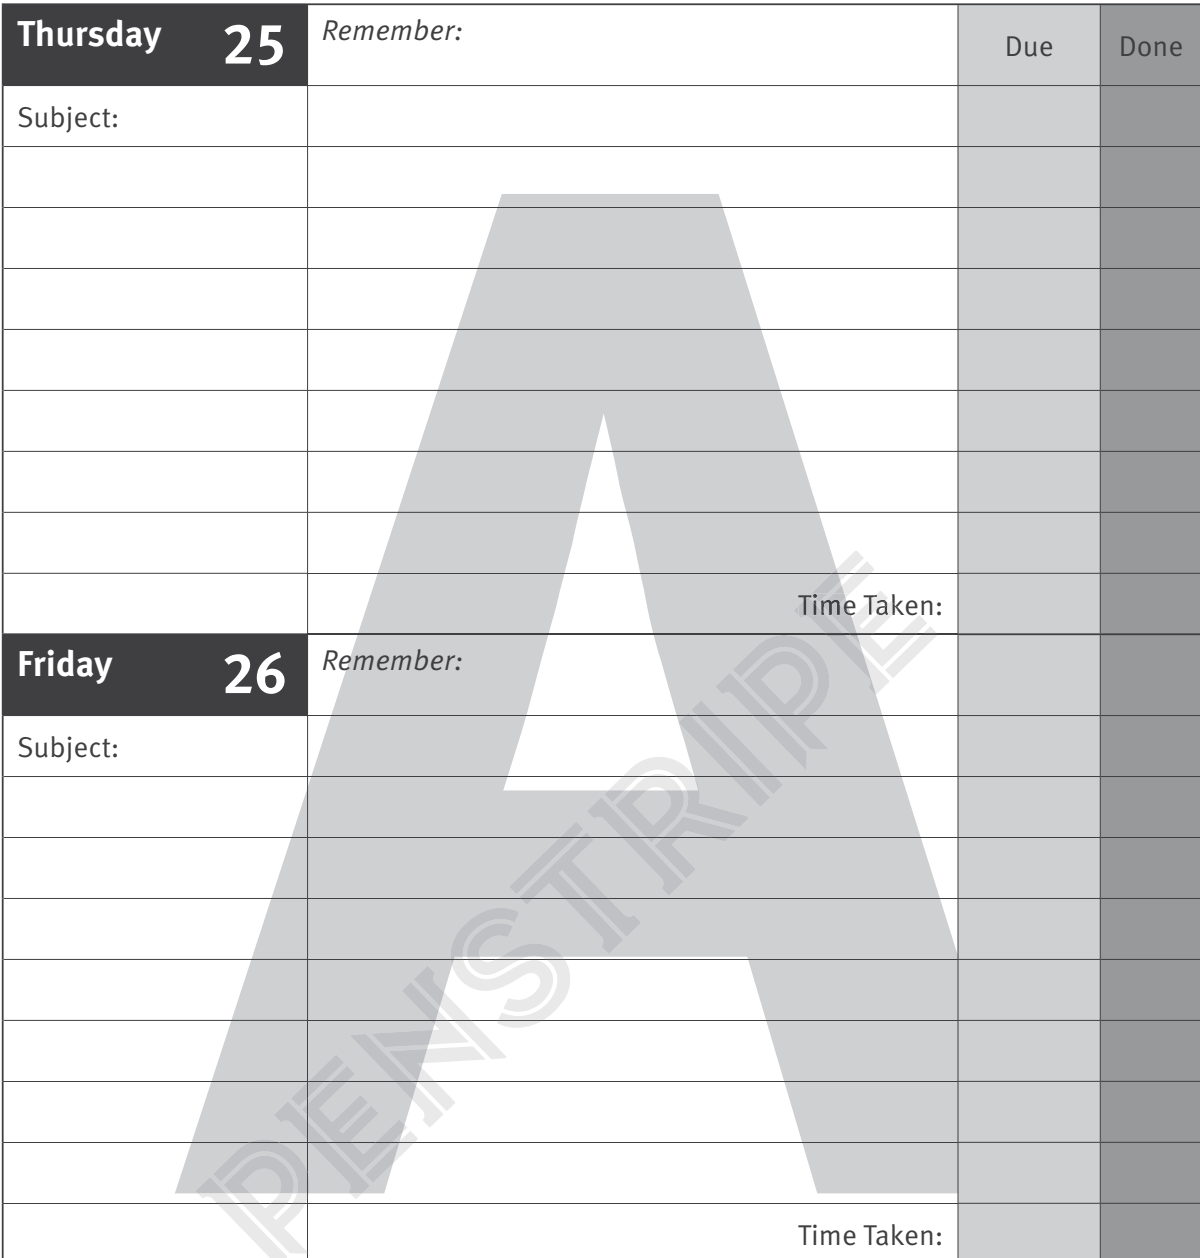 Thursday 25 Remember: Due Done
Subject:
A
Time Taken:
Friday 26 Remember:
Subject:
PENSTRIPE
Time Taken: